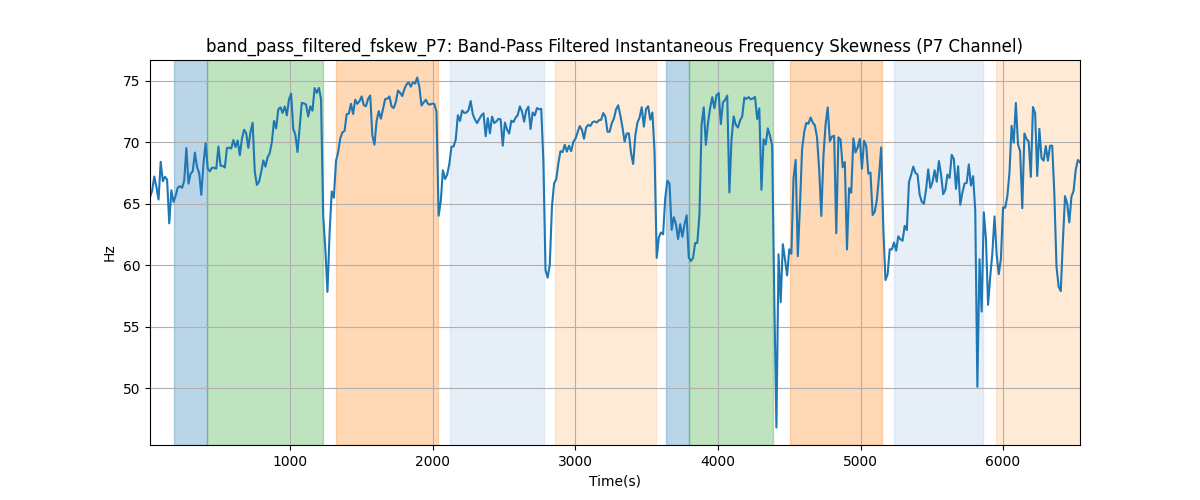 band_pass_filtered_fskew_P7: Band-Pass Filtered Instantaneous Frequency Skewness (P7 Channel)
75
70
65
60
55
50
Hz
1000 2000 3000 4000 5000 6000
Time(s)